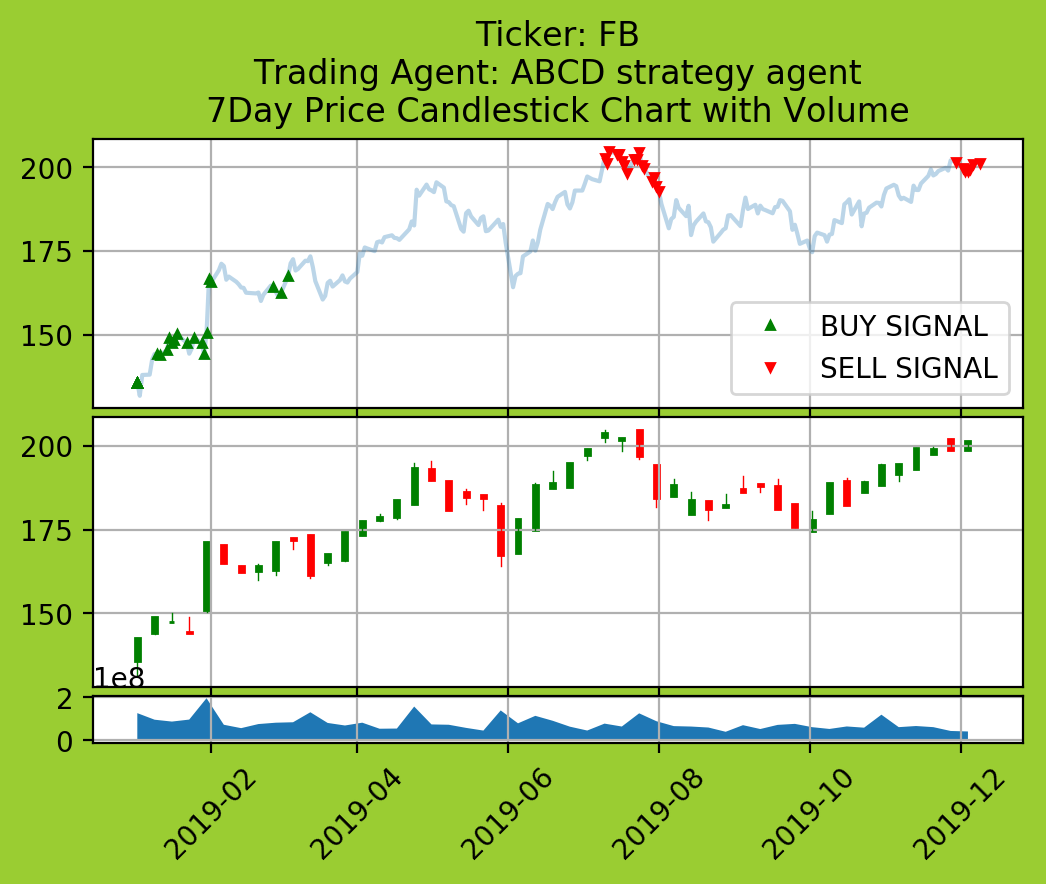 Ticker: FB
Trading Agent: ABCD strategy agent
7Day Price Candlestick Chart with Volume
200
175
150
BUY SIGNAL
SELL SIGNAL
200
175
150
1e8
2
0
2019-02
2019-04
2019-06
2019-08
2019-10
2019-12